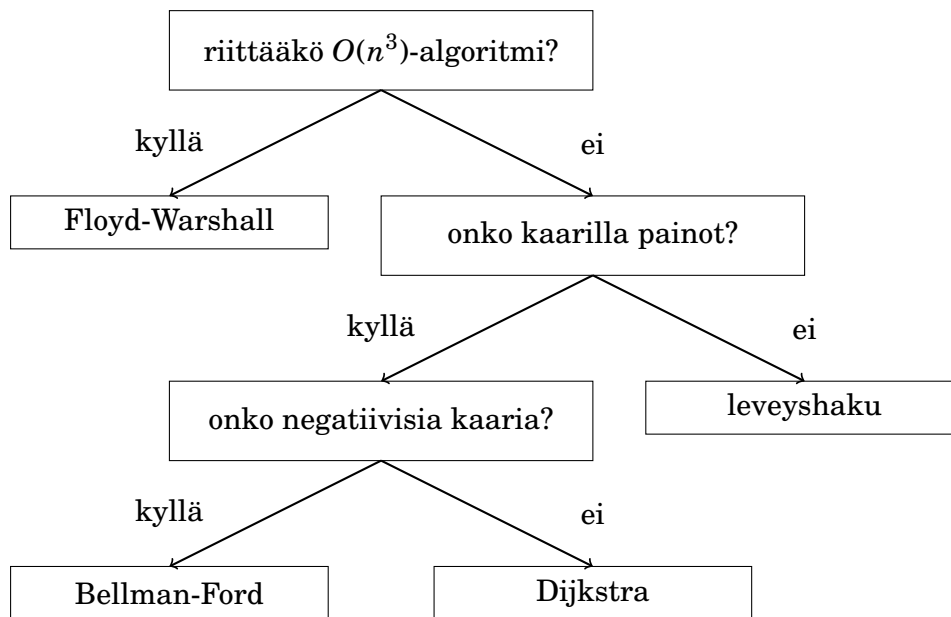 riittääkö O(n³)-algoritmi?
kyllä
ei
Floyd-Warshall
onko kaarilla painot?
kyllä
ei
onko negatiivisia kaaria?
leveyshaku
kyllä
ei
Bellman-Ford
Dijkstra